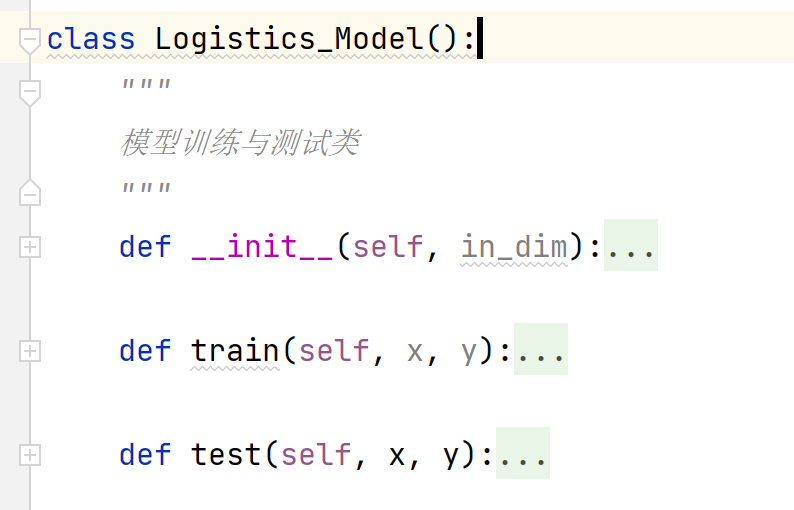 class Logistics_Model():
"""
模型训练与测试类
"""
def __init__(self, in_dim):...
def train(self, x, y):...
def test(self, x, y):...